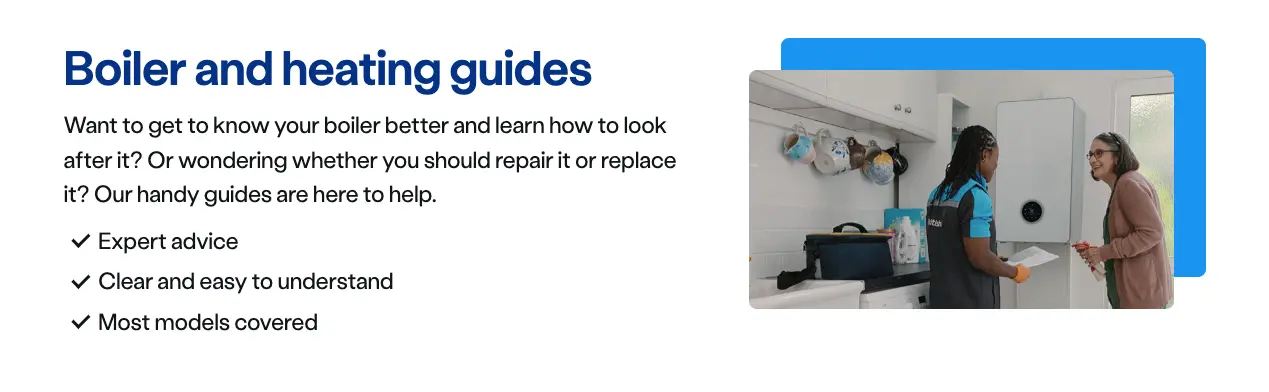 Boiler and heating guides
Want to get to know your boiler better and learn how to look
after it? Or wondering whether you should repair it or replace
it? Our handy guides are here to help.
Expert advice
Clear and easy to understand
Most models covered